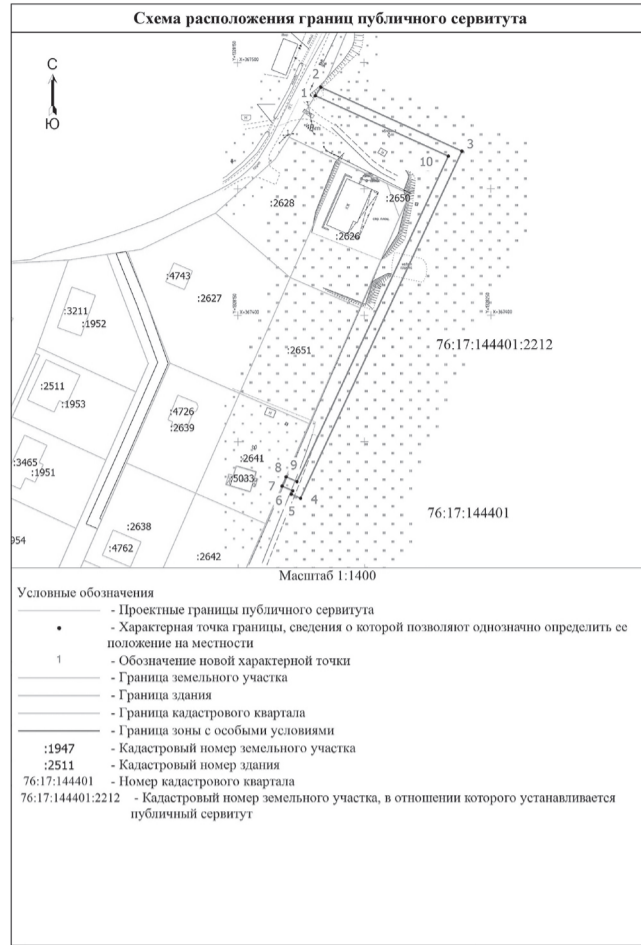 Схема расположения границ публичного сервитута
С
Ю
2
1
3
10
:2628
:2650
:2626
:4743
:2627
:3211
:1952
:2651
76:17:144401:2212
:2511
:1953
:4726
:2639
:3465
:1951
:2641
8
9
:5033
7
6
4
5
76:17:144401
:2638
954
:4762
:2642
Масштаб 1:1400
Условные обозначения
- Проектные границы публичного сервитута
- Характерная точка границы, сведения о которой позволяют однозначно определить ее
положение на местности
1 - Обозначение новой характерной точки
- Граница земельного участка
- Граница здания
- Граница кадастрового квартала
- Граница зоны с особыми условиями
:1947 - Кадастровый номер земельного участка
:2511 - Кадастровый номер здания
76:17:144401 - Номер кадастрового квартала
76:17:144401:2212 - Кадастровый номер земельного участка, в отношении которого устанавливается
публичный сервитут